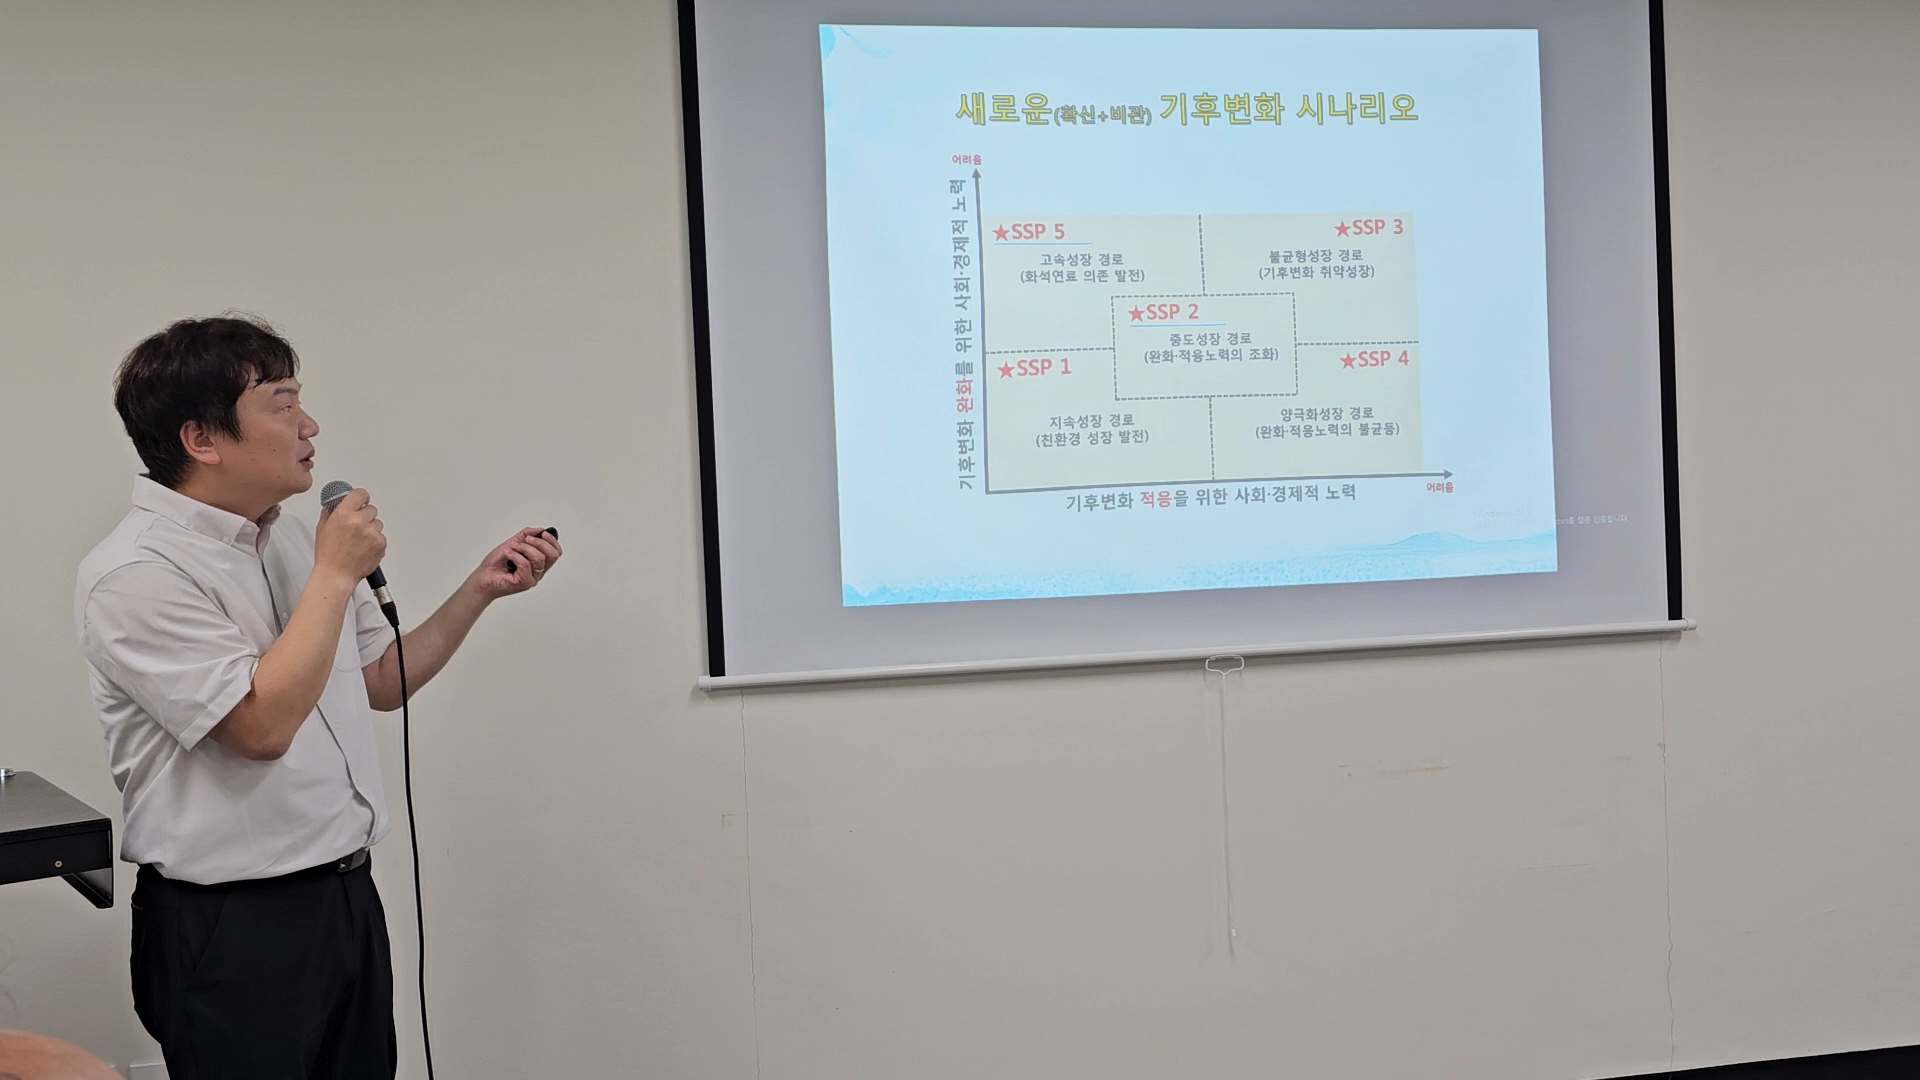 새로운(확신+비관) 기후변화 시나리오
어려움
기후변화 완화를 위한 사회·경제적 노력
★SSP 5
고속성장 경로
(화석연료 의존 발전)
★SSP 3
불균형성장 경로
(기후변화 취약성장)
★SSP 2
중도성장 경로
(완화·적응노력의 조화)
★SSP 1
지속성장 경로
(친환경 성장 발전)
★SSP 4
양극화성장 경로
(완화·적응노력의 불균등)
기후변화 적응을 위한 사회·경제적 노력
어려움